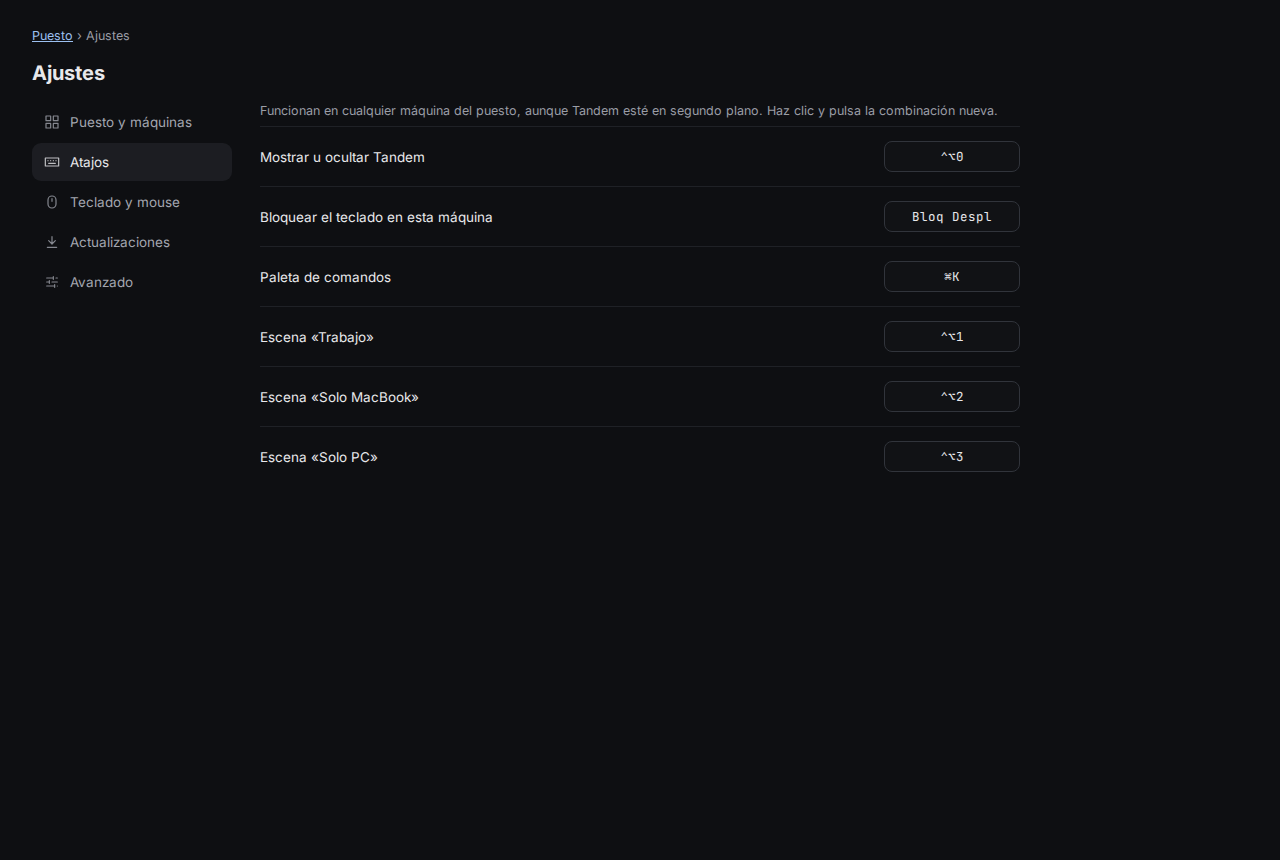 Puesto › Ajustes
Ajustes
Puesto y máquinas
Atajos
Teclado y mouse
Actualizaciones
Avanzado
Funcionan en cualquier máquina del puesto, aunque Tandem esté en segundo plano. Haz clic y pulsa la combinación nueva.
Mostrar u ocultar Tandem ^⌥0
Bloquear el teclado en esta máquina Bloq Despl
Paleta de comandos ⌘K
Escena «Trabajo» ^⌥1
Escena «Solo MacBook» ^⌥2
Escena «Solo PC» ^⌥3